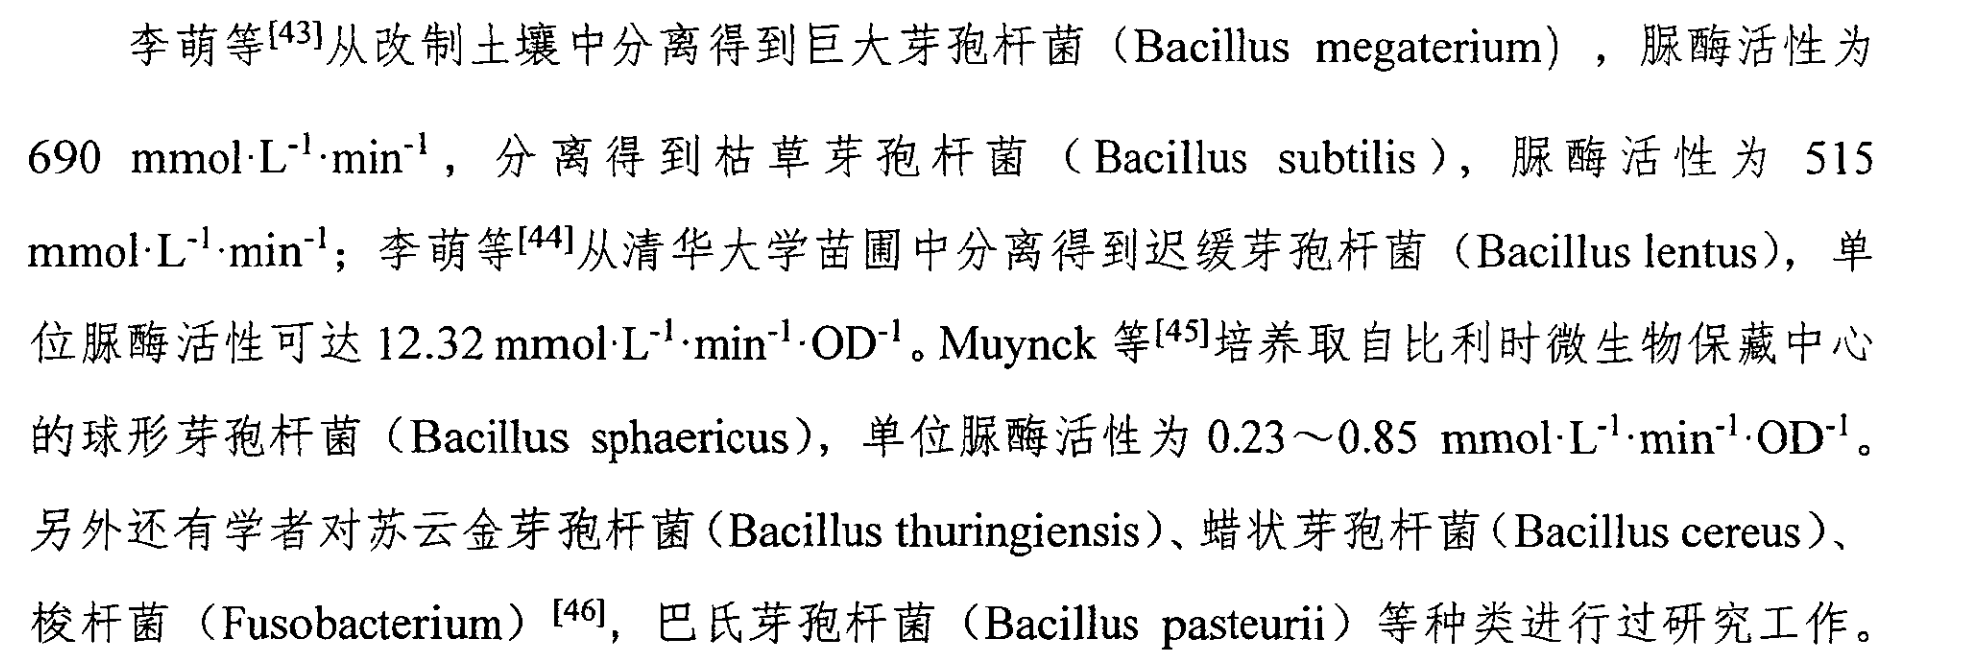 李萌等[43]从改制土壤中分离得到巨大芽孢杆菌（Bacillus megaterium），脲酶活性为
690 mmol·L⁻¹·min⁻¹，分离得到枯草芽孢杆菌（Bacillus subtilis），脲酶活性为 515
mmol·L⁻¹·min⁻¹；李萌等[44]从清华大学苗圃中分离得到迟缓芽孢杆菌（Bacillus lentus），单
位脲酶活性可达 12.32 mmol·L⁻¹·min⁻¹·OD⁻¹。Muynck 等[45]培养取自比利时微生物保藏中心
的球形芽孢杆菌（Bacillus sphaericus），单位脲酶活性为 0.23～0.85 mmol·L⁻¹·min⁻¹·OD⁻¹。
另外还有学者对苏云金芽孢杆菌（Bacillus thuringiensis）、蜡状芽孢杆菌（Bacillus cereus）、
梭杆菌（Fusobacterium）[46]，巴氏芽孢杆菌（Bacillus pasteurii）等种类进行过研究工作。